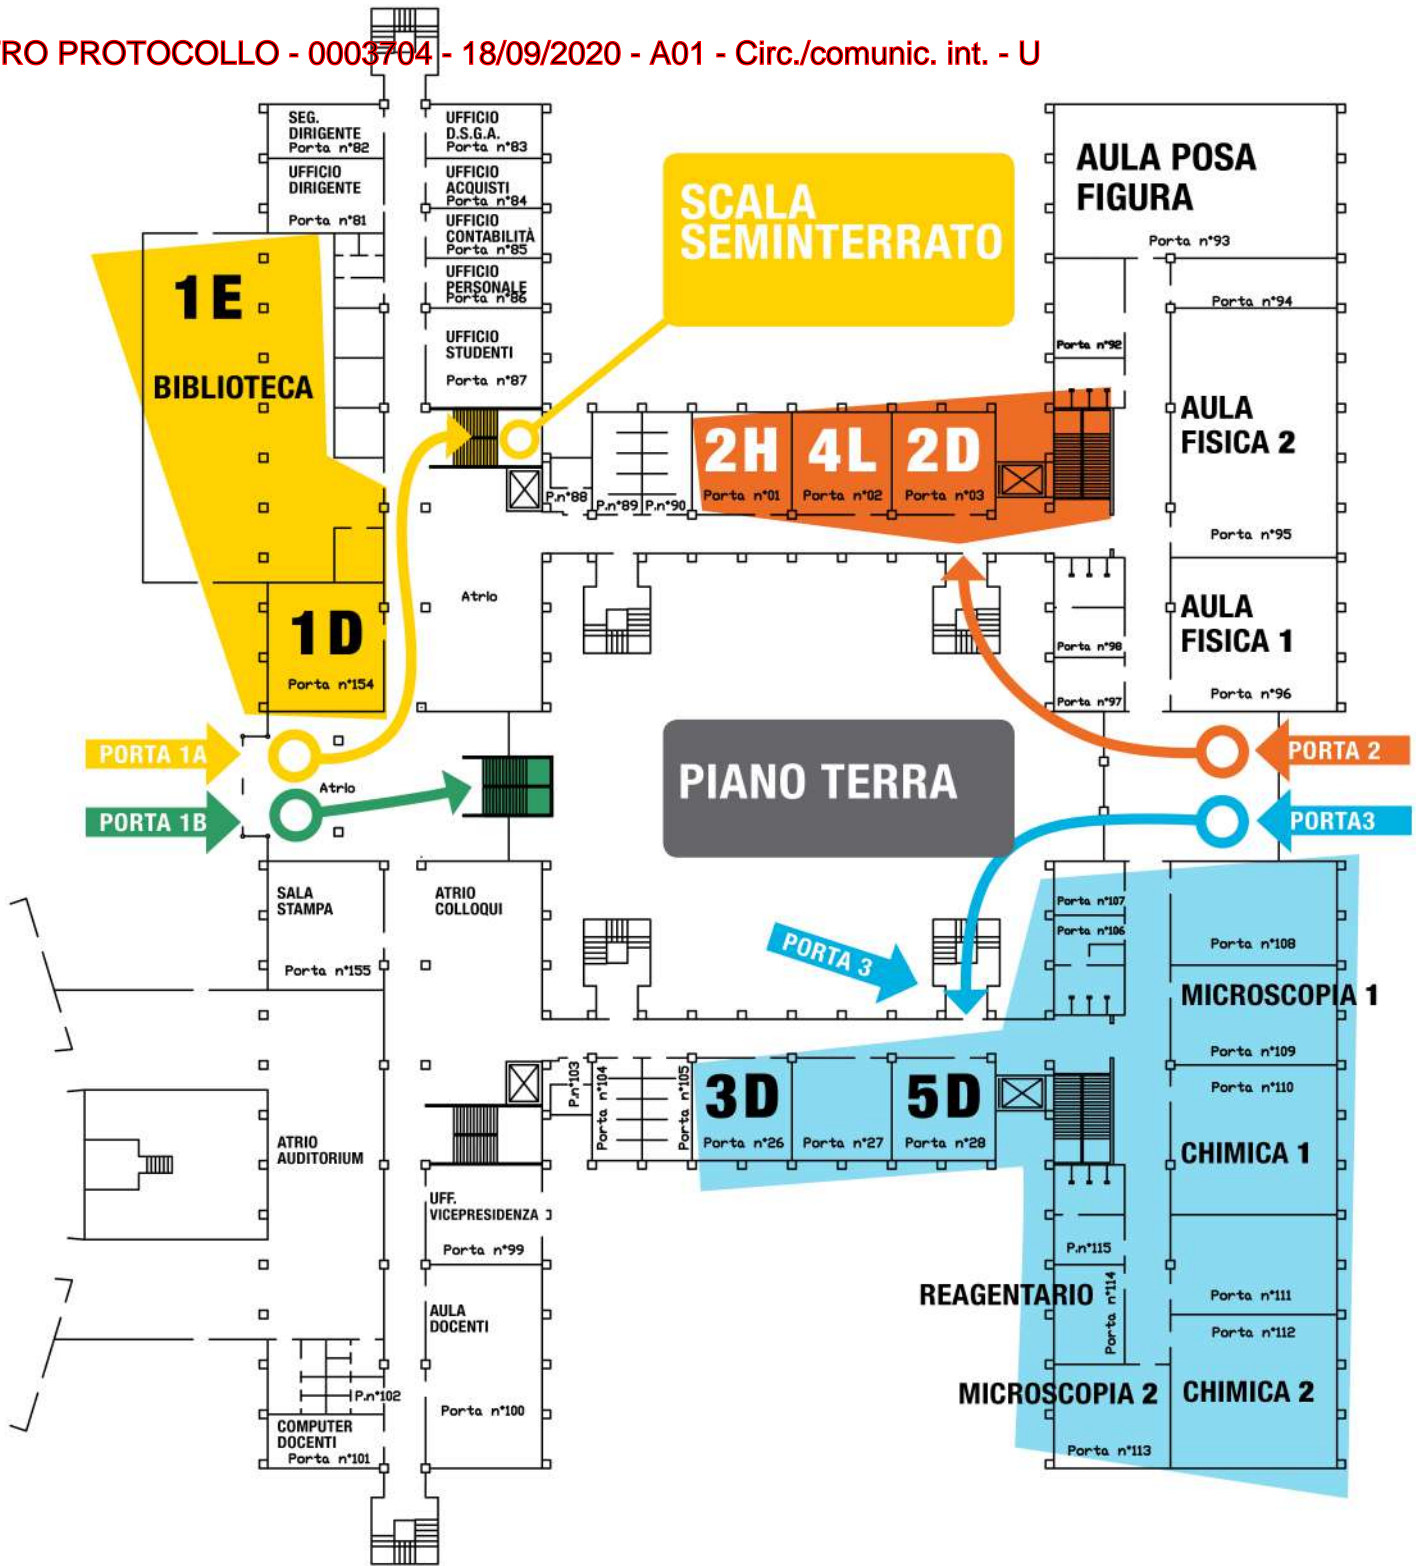 RO PROTOCOLLO - 0003704 - 18/09/2020 - A01 - Circ./comunic. int. - U
SEG.
DIRIGENTE
Porta n°82
UFFICIO
DIRIGENTE
Porta n°81
UFFICIO
D.S.G.A.
Porta n°83
UFFICIO
ACQUISTI
Porta n°84
UFFICIO
CONTABILITÀ
Porta n°85
UFFICIO
PERSONALE
Porta n°86
UFFICIO
STUDENTI
Porta n°87
SCALA
SEMINTERRATO
AULA POSA
FIGURA
Porta n°93
Porta n°94
Porta n°92
1E
BIBLIOTECA
AULA
FISICA 2
Porta n°95
2H
Porta n°01
4L
Porta n°02
2D
Porta n°03
P.n°88
P.n°89
P.n°90
Atrio
1D
Porta n°154
AULA
FISICA 1
Porta n°96
Porta n°98
Porta n°97
PORTA 1A
PORTA 1B
Atrio
PIANO TERRA
PORTA 2
PORTA3
SALA
STAMPA
Porta n°155
ATRIO
COLLOQUI
PORTA 3
Porta n°107
Porta n°106
Porta n°108
MICROSCOPIA 1
Porta n°109
P.n°103
Porta n°104
Porta n°105
3D
Porta n°26
Porta n°27
5D
Porta n°28
Porta n°110
CHIMICA 1
ATRIO
AUDITORIUM
UFF.
VICEPRESIDENZA
Porta n°99
P.n°115
REAGENTARIO
Porta n°114
Porta n°111
Porta n°112
AULA
DOCENTI
Porta n°100
P.n°102
COMPUTER
DOCENTI
Porta n°101
MICROSCOPIA 2
Porta n°113
CHIMICA 2